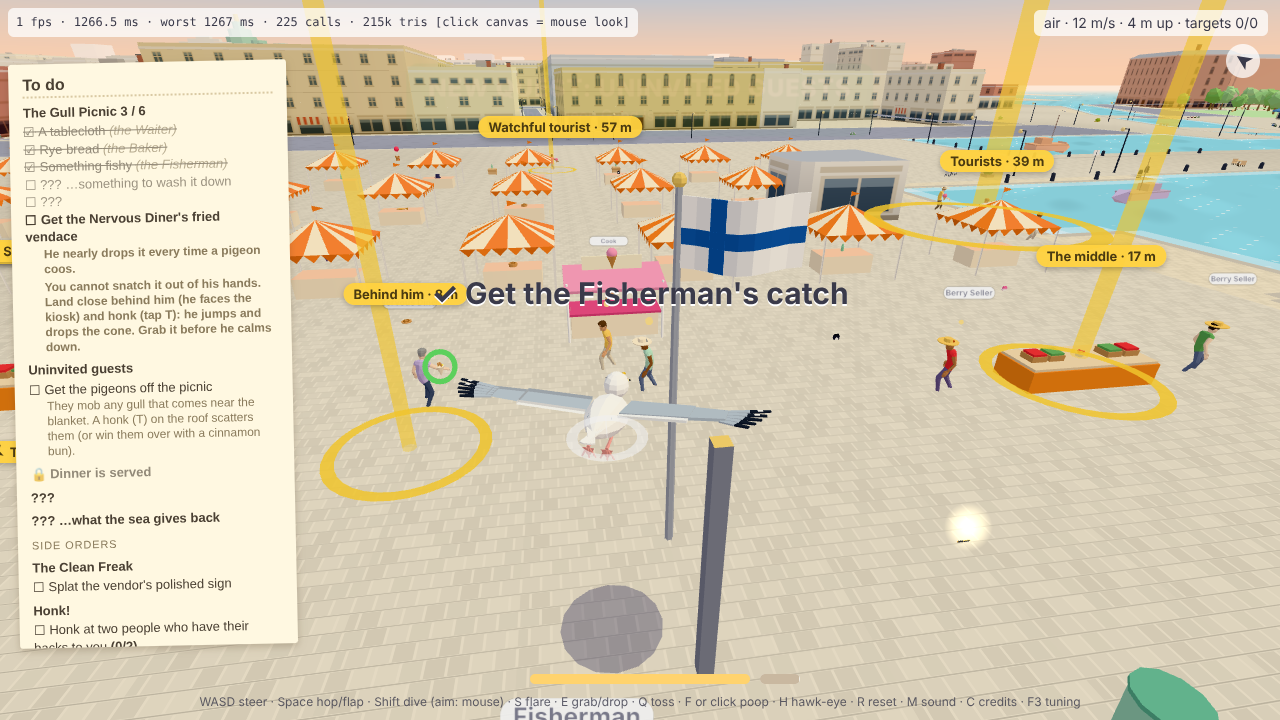 1 fps · 1266.5 ms · worst 1267 ms · 225 calls · 215k tris [click canvas = mouse look]
air · 12 m/s · 4 m up · targets 0/0
To do
The Gull Picnic 3 / 6
☑ A tablecloth (the Waiter)
☑ Rye bread (the Baker)
☑ Something fishy (the Fisherman)
☐ ??? …something to wash it down
☐ ???
☐ Get the Nervous Diner's fried
vendace
He nearly drops it every time a pigeon
coos.
You cannot snatch it out of his hands.
Land close behind him (he faces the
kiosk) and honk (tap T): he jumps and
drops the cone. Grab it before he calms
down.
Uninvited guests
☐ Get the pigeons off the picnic
They mob any gull that comes near the
blanket. A honk (T) on the roof scatters
them (or win them over with a cinnamon
bun).
🔒 Dinner is served
???
??? …what the sea gives back
SIDE ORDERS
The Clean Freak
☐ Splat the vendor's polished sign
Honk!
☐ Honk at two people who have their
backs to you (0/2)
Watchful tourist · 57 m
Tourists · 39 m
The middle · 17 m
Cook
Berry Seller
Berry Seller
Behind him ·
✓ Get the Fisherman's catch
WASD steer · Space hop/flap · Shift dive (aim: mouse) · S flare · E grab/drop · Q toss · F or click poop · H hawk-eye · R reset · M sound · C credits · F3 tuning
Fisherman